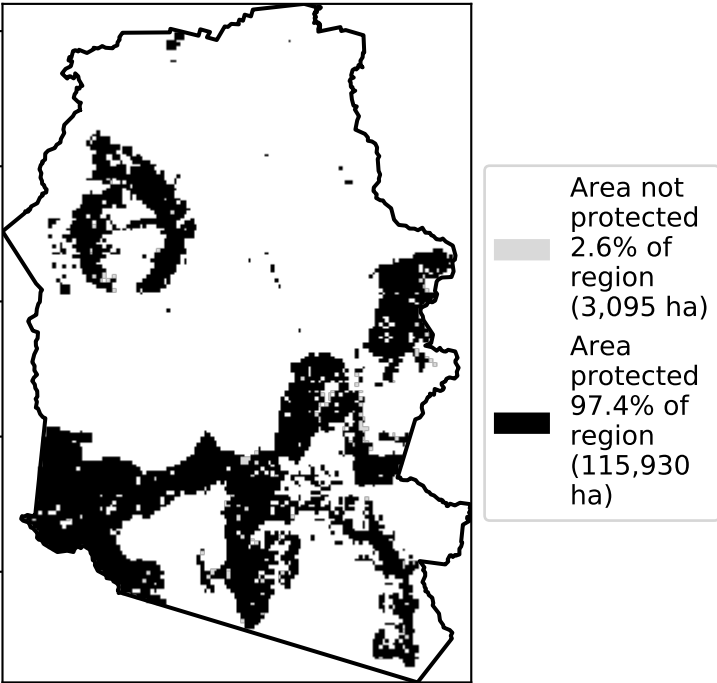 Area not
protected
2.6% of
region
(3,095 ha)
Area
protected
97.4% of
region
(115,930
ha)